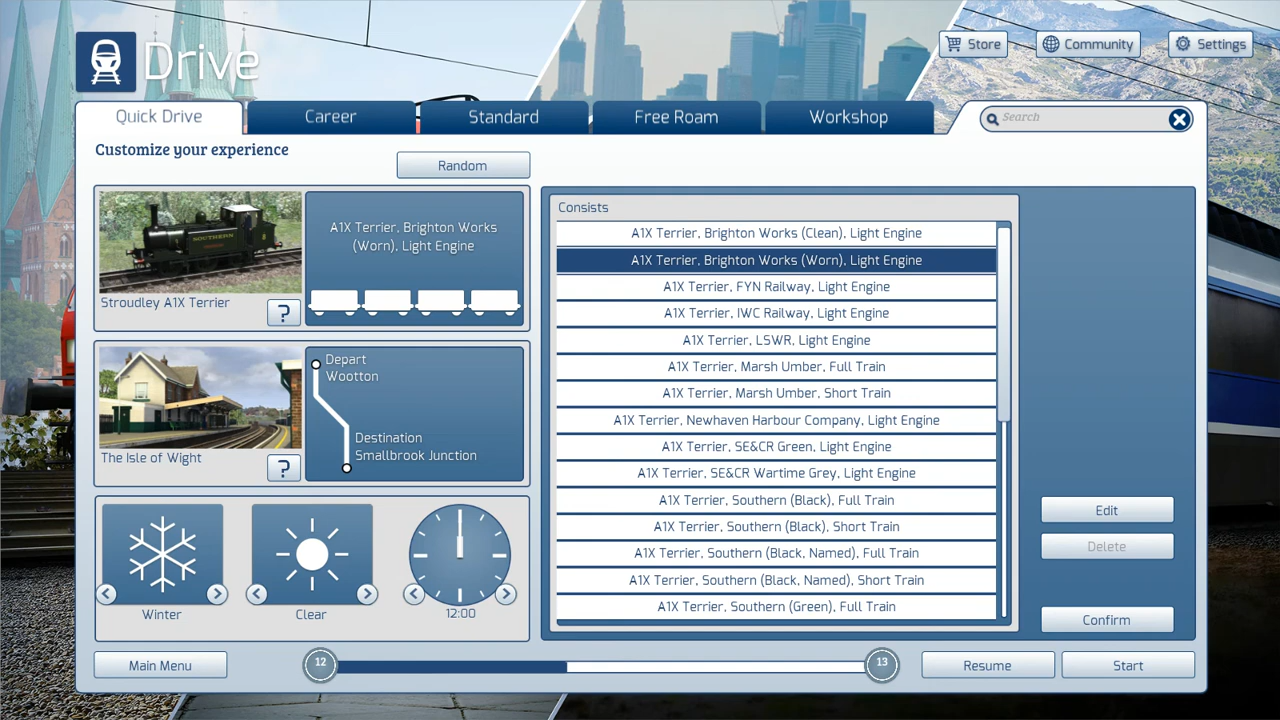 Drive
Store
Community
Settings
Quick Drive
Career
Standard
Free Roam
Workshop
Search
Customize your experience
Random
SOUTHERN
Stroudley A1X Terrier
?
A1X Terrier, Brighton Works
(Worn), Light Engine
The Isle of Wight
?
Depart
Wootton
Destination
Smallbrook Junction
Winter
Clear
12:00
Consists
A1X Terrier, Brighton Works (Clean), Light Engine
A1X Terrier, Brighton Works (Worn), Light Engine
A1X Terrier, FYN Railway, Light Engine
A1X Terrier, IWC Railway, Light Engine
A1X Terrier, LSWR, Light Engine
A1X Terrier, Marsh Umber, Full Train
A1X Terrier, Marsh Umber, Short Train
A1X Terrier, Newhaven Harbour Company, Light Engine
A1X Terrier, SE&CR Green, Light Engine
A1X Terrier, SE&CR Wartime Grey, Light Engine
A1X Terrier, Southern (Black), Full Train
A1X Terrier, Southern (Black), Short Train
A1X Terrier, Southern (Black, Named), Full Train
A1X Terrier, Southern (Black, Named), Short Train
A1X Terrier, Southern (Green), Full Train
Edit
Delete
Confirm
Main Menu
12
13
Resume
Start